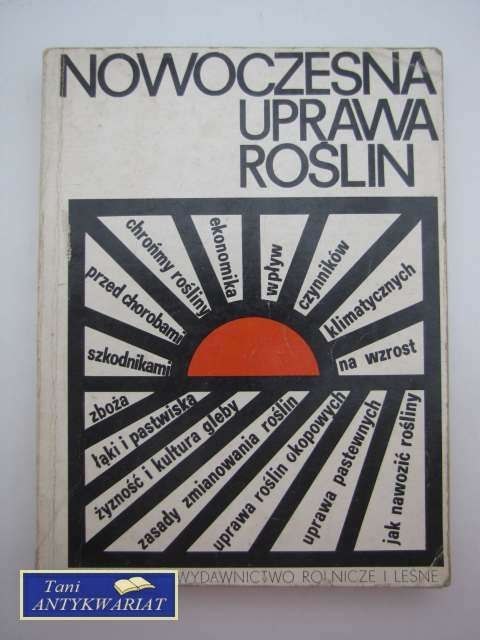 NOWOCZESNA
UPRAWA
ROŚLIN
chrońmy rośliny
przed chorobami
szkodnikami
ekonomika
wpływ
czynników
klimatycznych
na wzrost
zboża
łąki i pastwiska
żyzność i kultura gleby
zasady zmianowania roślin
uprawa roślin okopowych
uprawa pastewnych
jak nawozić rośliny
WYDAWNICTWO ROLNICZE I LEŚNE
Tani
ANTYKWARIAT